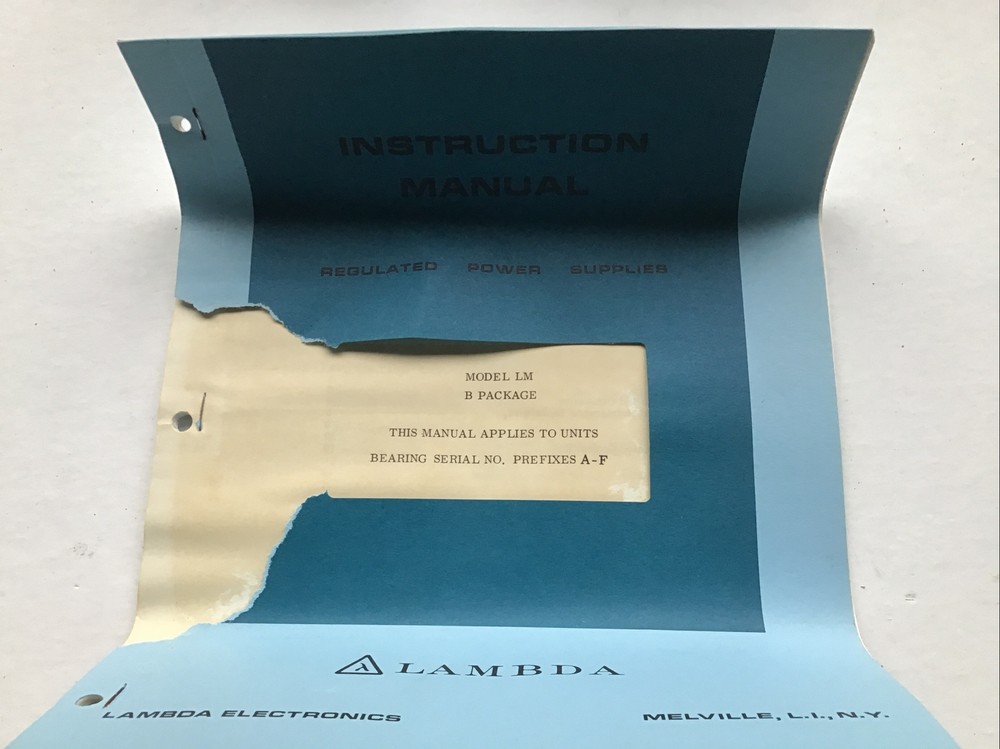 INSTRUCTION
MANUAL
REGULATED POWER SUPPLIES
MODEL LM
B PACKAGE
THIS MANUAL APPLIES TO UNITS
BEARING SERIAL NO. PREFIXES A-F
LAMBDA
LAMBDA ELECTRONICS MELVILLE, L.I., N.Y.